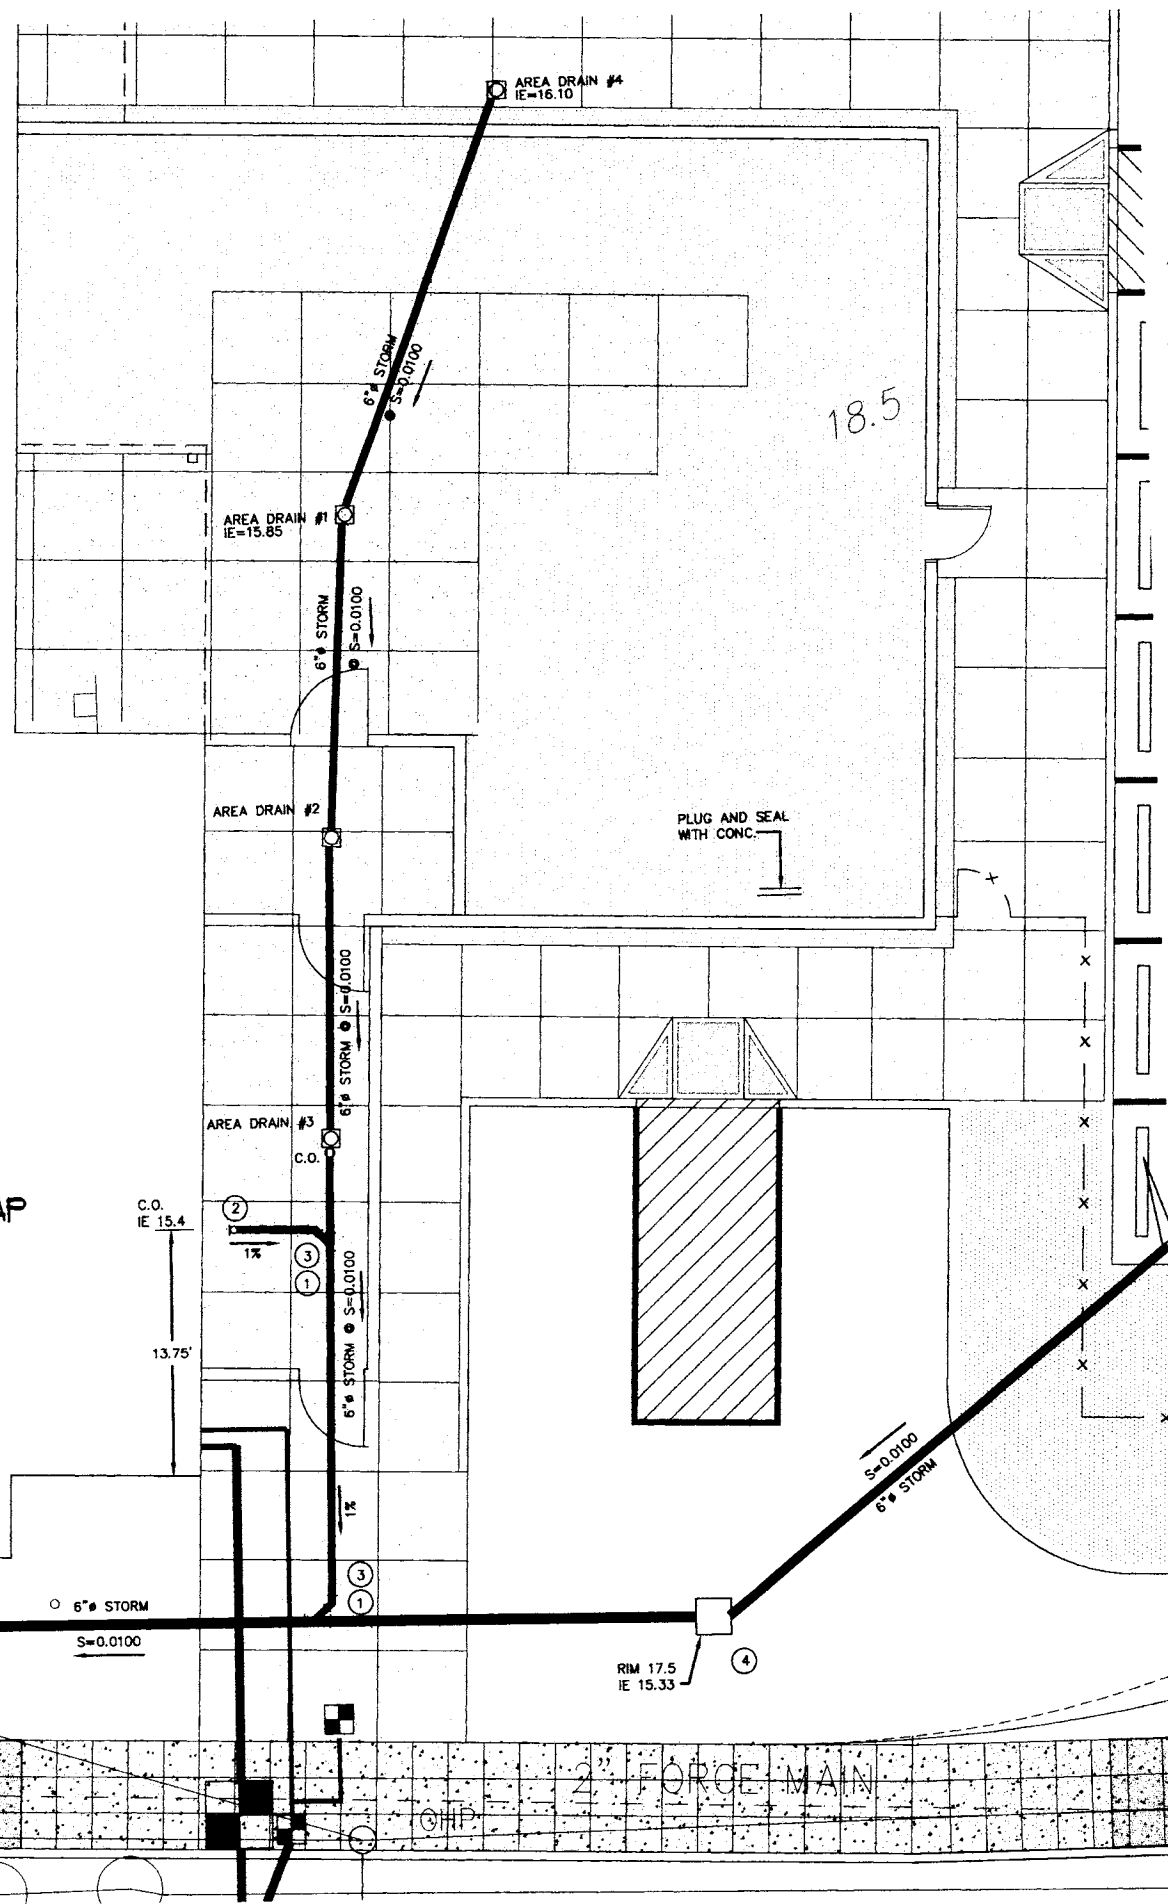 AREA DRAIN #4
IE=16.10
6"ø STORM
S=0.0100
18.5
AREA DRAIN #1
IE=15.85
6"ø STORM
S=0.0100
AREA DRAIN #2
PLUG AND SEAL
WITH CONC.
6"ø STORM @ S=0.0100
AREA DRAIN #3
C.O.
AP
C.O.
IE 15.4
2
1%
3
1
6"ø STORM @ S=0.0100
13.75'
S=0.0100
6"ø STORM
1%
3
1
6"ø STORM
S=0.0100
RIM 17.5
IE 15.33
4
2" FORCE MAIN
OHP